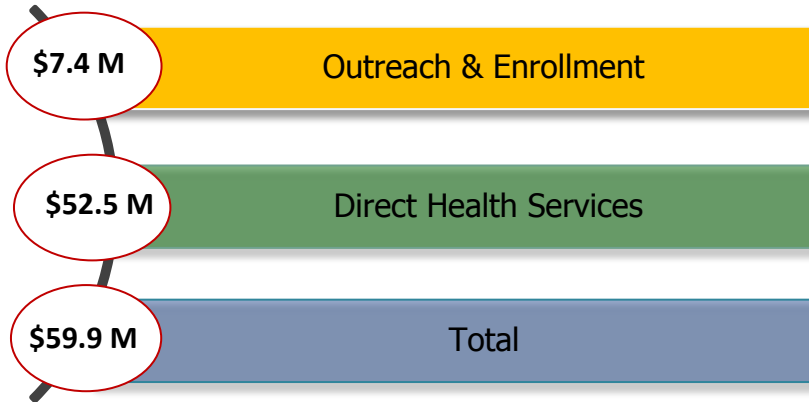 $7.4 M
Outreach & Enrollment
$52.5 M
Direct Health Services
$59.9 M
Total